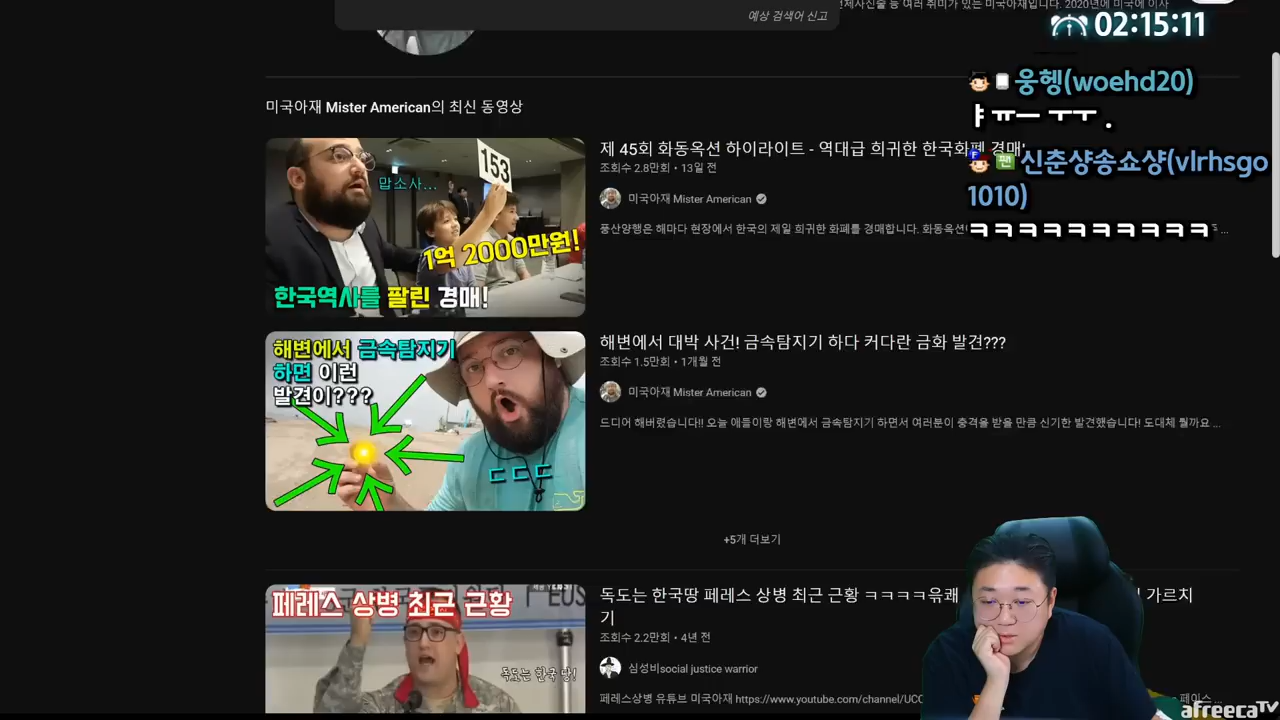 예상 검색어 신고
02:15:11
웅헹(woehd20)
ㅑㅠㅡ ㅜㅜ .
신춘샹송쇼샹(vlrhsgo
1010)
ㅋㅋㅋㅋㅋㅋㅋㅋㅋㅋ
미국아재 Mister American의 최신 동영상
153
맙소사...
1억 2000만원!
한국역사를 팔린 경매!
제 45회 화동옥션 하이라이트 - 역대급 희귀한 한국화폐 경매!
조회수 2.8만회 • 13일 전
미국아재 Mister American
풍산양행은 해마다 현장에서 한국의 제일 희귀한 화폐를 경매합니다. 화동옥션
해변에서 금속탐지기
하면 이런
발견이???
ㄷㄷㄷ
해변에서 대박 사건! 금속탐지기 하다 커다란 금화 발견???
조회수 1.5만회 • 1개월 전
미국아재 Mister American
드디어 해버렸습니다!! 오늘 애들이랑 해변에서 금속탐지기 하면서 여러분이 충격을 받을 만큼 신기한 발견했습니다! 도대체 뭘까요 ...
+5개 더보기
페레스 상병 최근 근황
독도는 한국 땅!
독도는 한국땅 페레스 상병 최근 근황 ㅋㅋㅋㅋ유쾌 가르치
기
조회수 2.2만회 • 4년 전
심성비social justice warrior
페레스상병 유튜브 미국아재 https://www.youtube.com/channel/UCC
afreecaTV